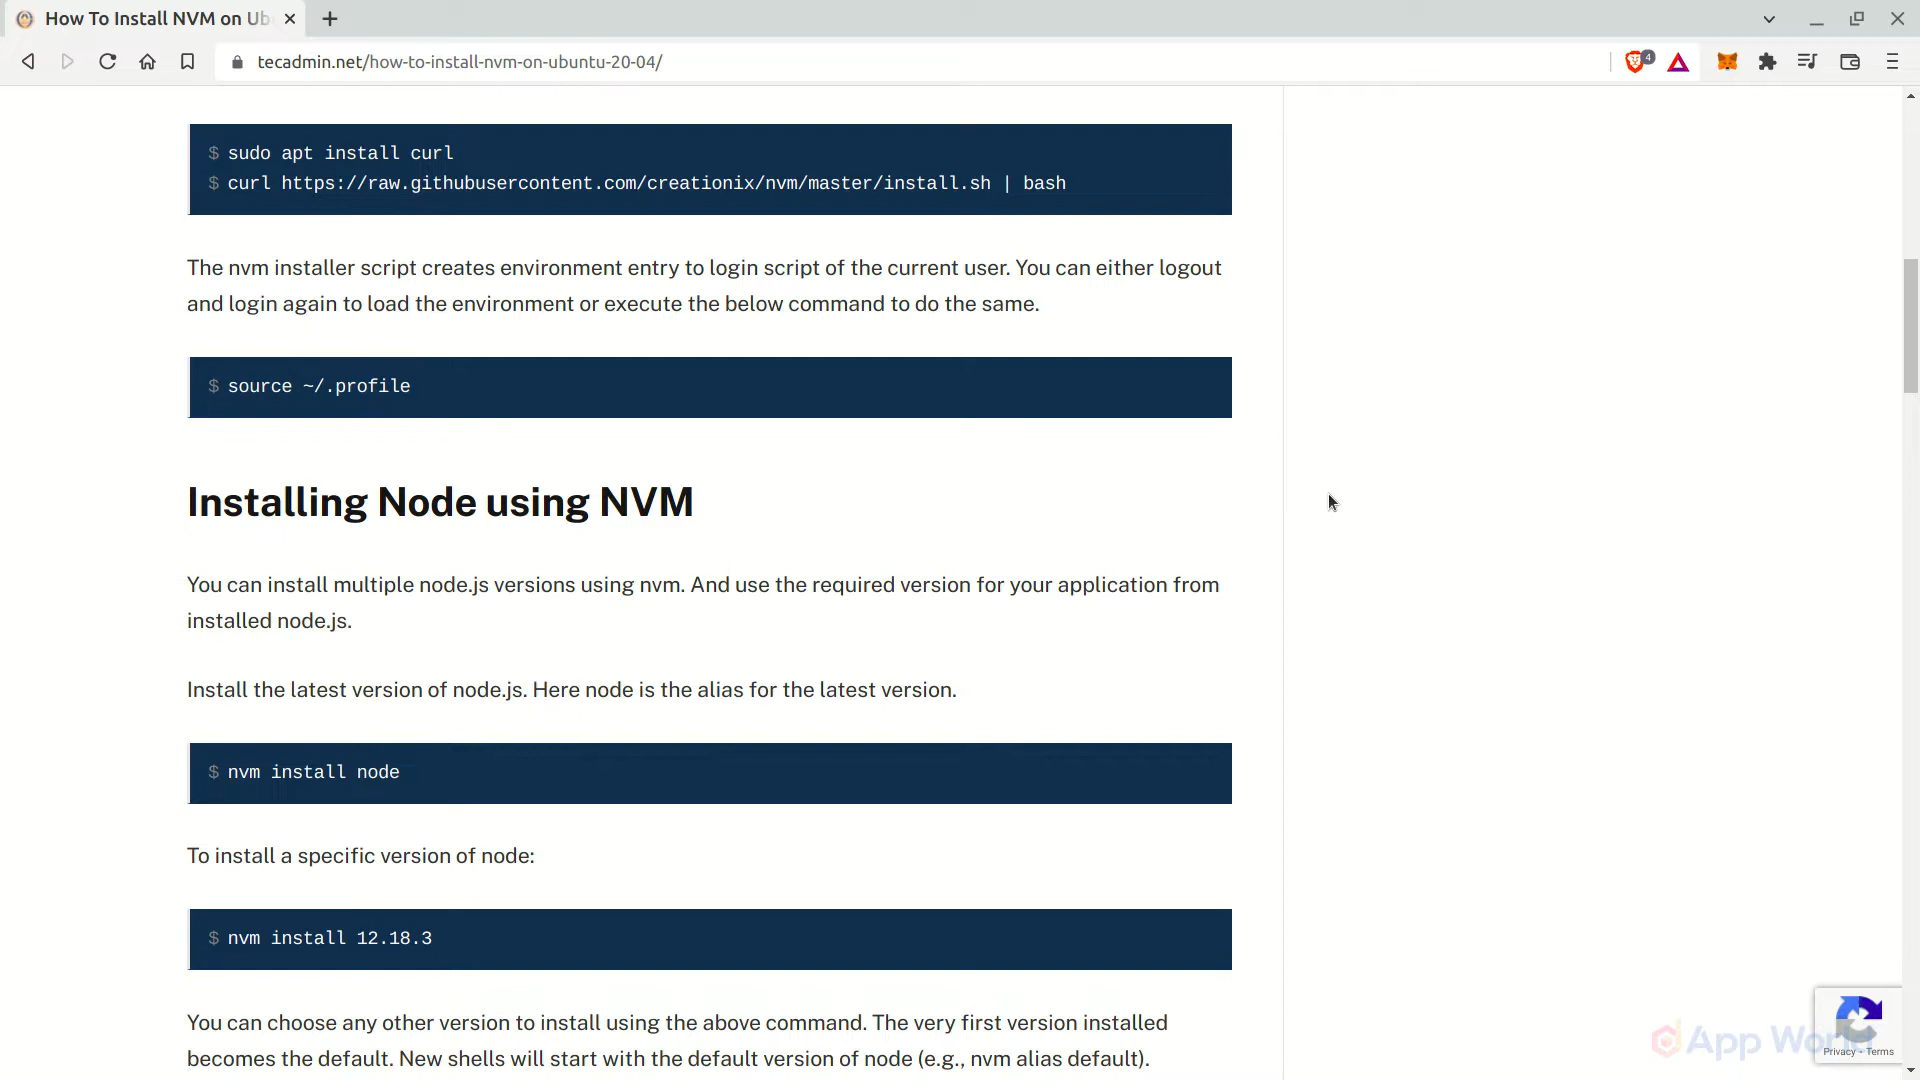 How To Install NVM on Ub
tecadmin.net/how-to-install-nvm-on-ubuntu-20-04/
4
$ sudo apt install curl
$ curl https://raw.githubusercontent.com/creationix/nvm/master/install.sh | bash
The nvm installer script creates environment entry to login script of the current user. You can either logout
and login again to load the environment or execute the below command to do the same.
$ source ~/.profile
Installing Node using NVM
You can install multiple node.js versions using nvm. And use the required version for your application from
installed node.js.
Install the latest version of node.js. Here node is the alias for the latest version.
$ nvm install node
To install a specific version of node:
$ nvm install 12.18.3
You can choose any other version to install using the above command. The very first version installed
becomes the default. New shells will start with the default version of node (e.g., nvm alias default).
App World
Privacy - Terms